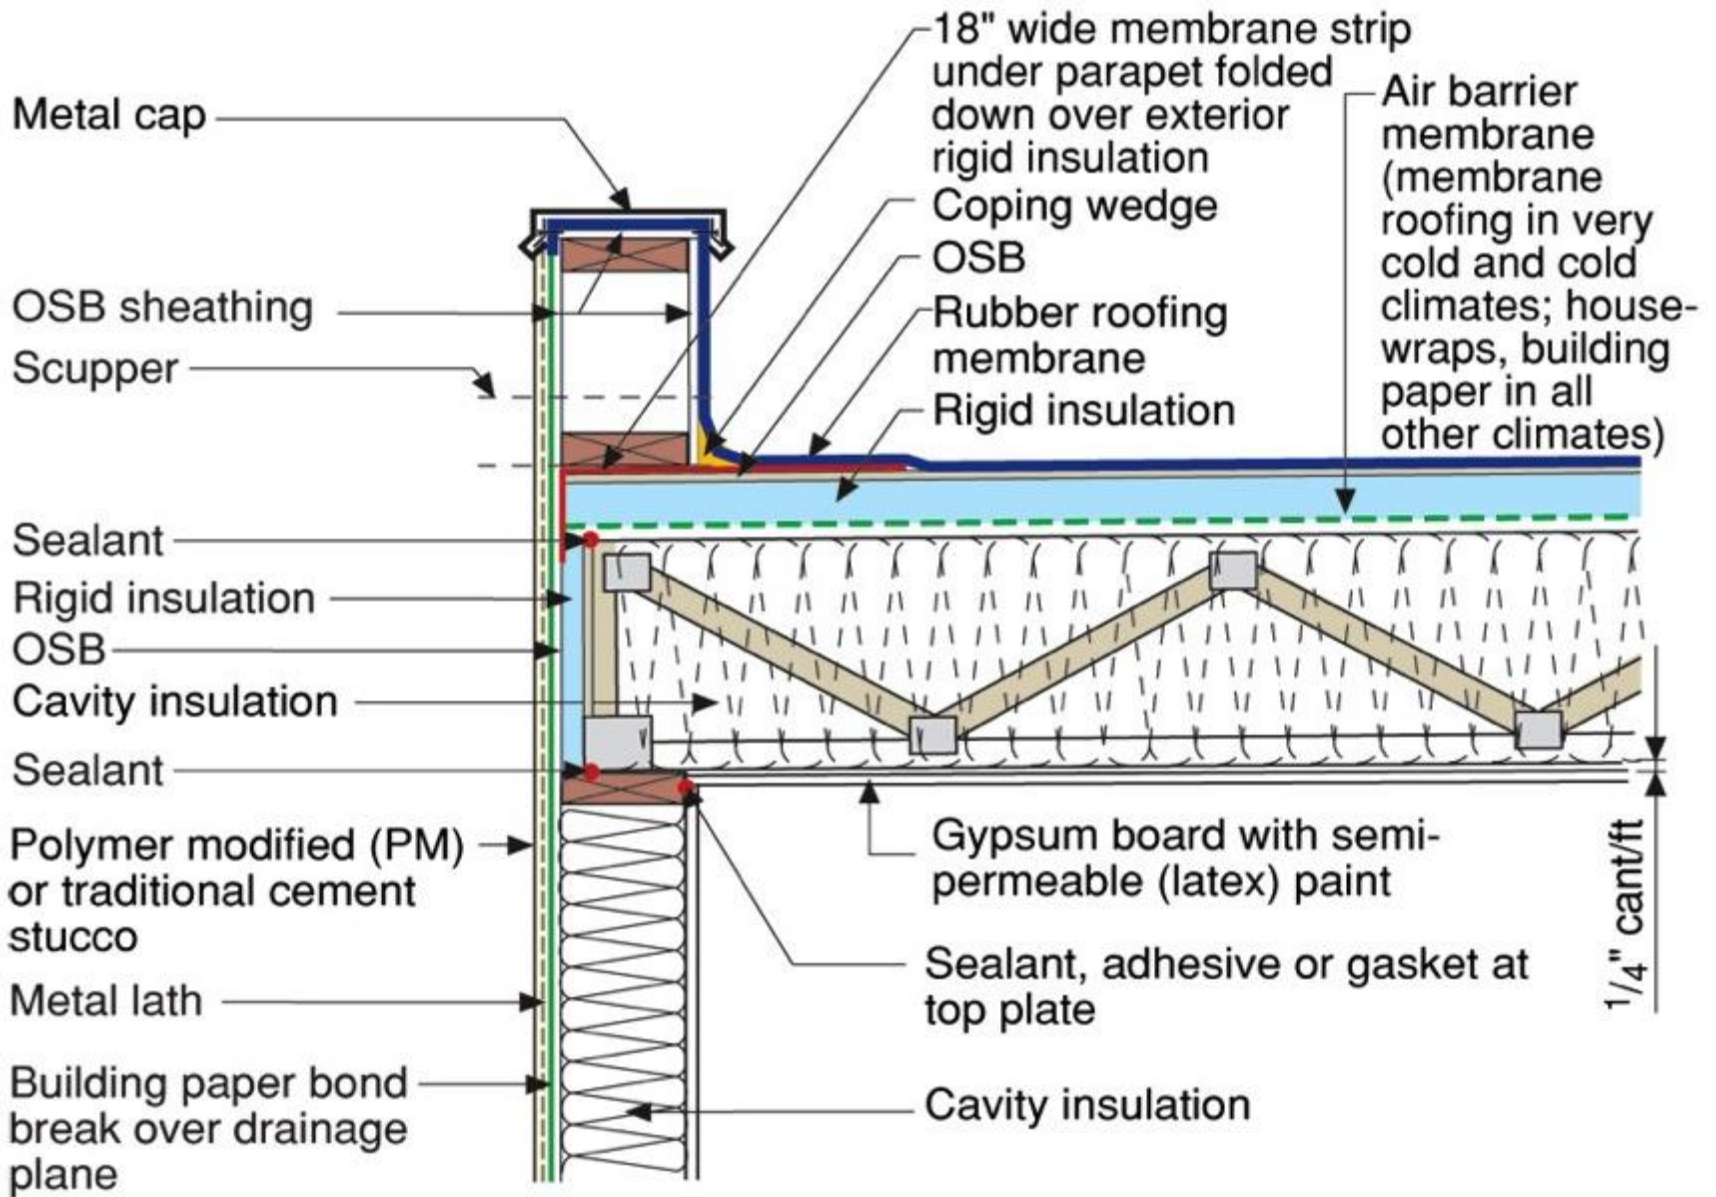 Metal cap
OSB sheathing
Scupper
Sealant
Rigid insulation
OSB
Cavity insulation
Sealant
Polymer modified (PM)
or traditional cement
stucco
Metal lath
Building paper bond
break over drainage
plane
18" wide membrane strip
under parapet folded
down over exterior
rigid insulation
Coping wedge
OSB
Rubber roofing
membrane
Rigid insulation
Air barrier
membrane
(membrane
roofing in very
cold and cold
climates; house-
wraps, building
paper in all
other climates)
Gypsum board with semi-
permeable (latex) paint
Sealant, adhesive or gasket at
top plate
Cavity insulation
1/4" cant/ft